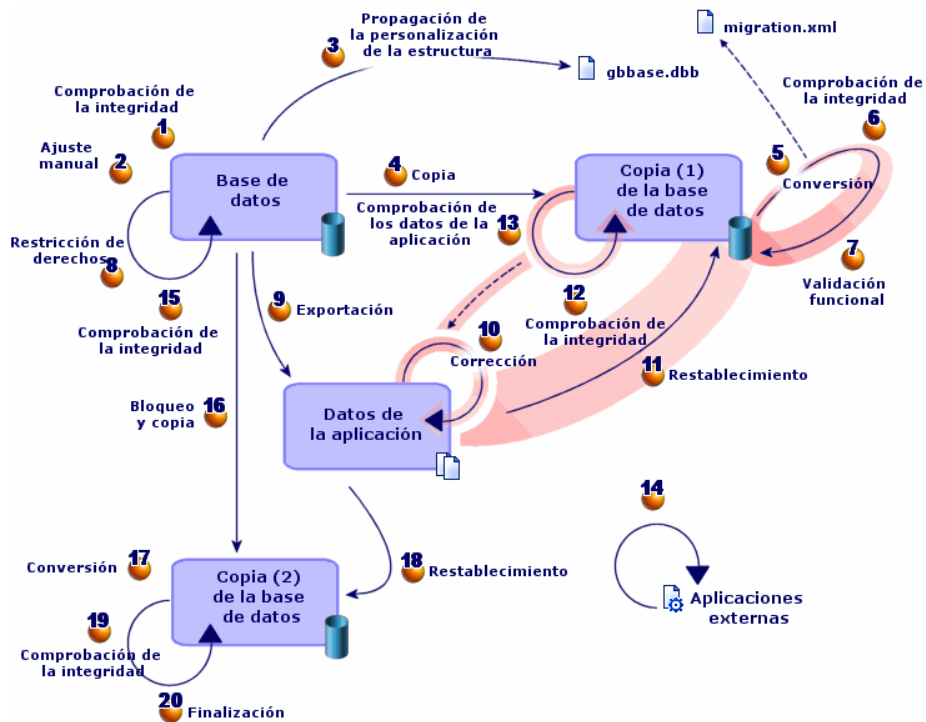 Propagación de
la personalización
de la estructura
3
migration.xml
gbbase.dbb
Comprobación de
la integridad
1
Comprobación de
la integridad
6
Ajuste
manual
2
4
Copia
5
Conversión
Base de
datos
Copia (1)
de la base
de datos
Comprobación de
los datos de la
aplicación
13
Restricción de
derechos
8
7
Validación
funcional
15
Comprobación de
la integridad
9
Exportación
12
Comprobación de
la integridad
10
Corrección
11
Restablecimiento
Bloqueo
y copia
16
Datos de
la aplicación
14
Aplicaciones
externas
17
Conversión
18
Restablecimiento
Copia (2)
de la base
de datos
19
Comprobación de
la integridad
20
Finalización